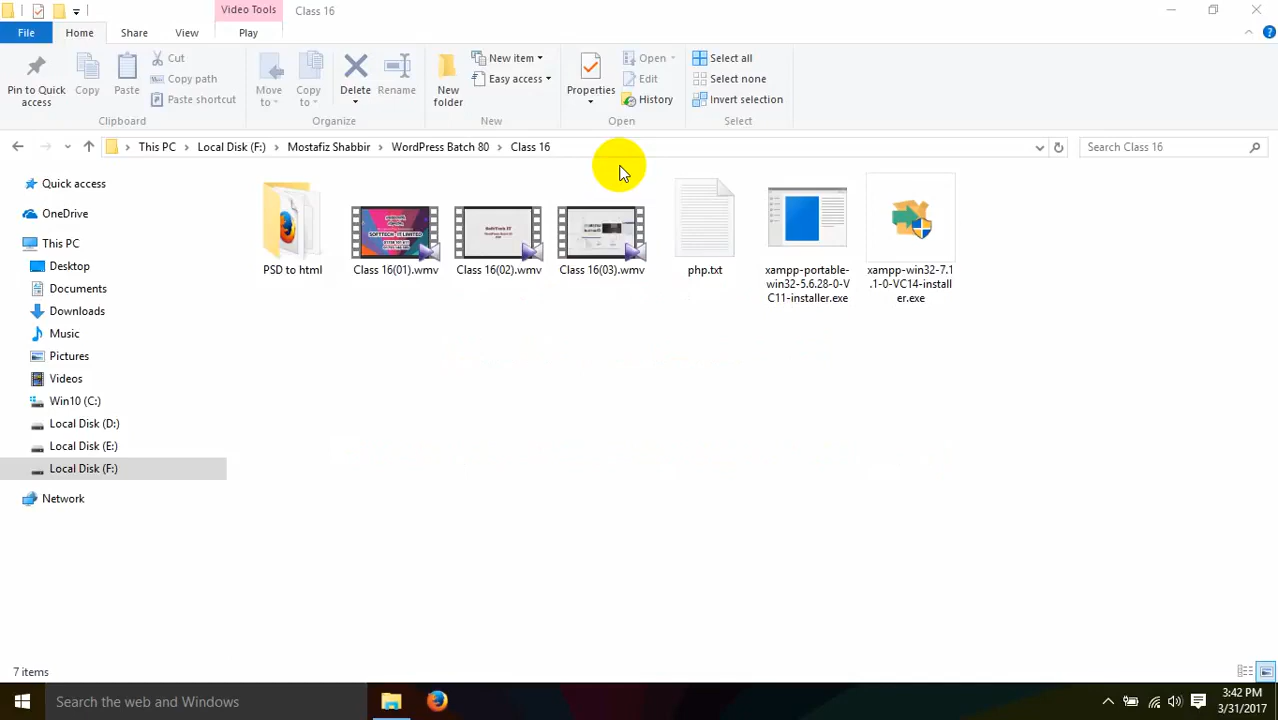 Video Tools
Class 16
File
Home
Share
View
Play
Pin to Quick access
Copy
Paste
Cut
Copy path
Paste shortcut
Clipboard
Move to
Copy to
Delete
Rename
Organize
New folder
New item
Easy access
New
Properties
Open
Edit
History
Open
Select all
Select none
Invert selection
Select
This PC
Local Disk (F:)
Mostafiz Shabbir
WordPress Batch 80
Class 16
Search Class 16
Quick access
OneDrive
This PC
Desktop
Documents
Downloads
Music
Pictures
Videos
Win10 (C:)
Local Disk (D:)
Local Disk (E:)
Local Disk (F:)
Network
PSD to html
Class 16(01).wmv
Class 16(02).wmv
Class 16(03).wmv
php.txt
xampp-portable-
win32-5.6.28-0-V
C11-installer.exe
xampp-win32-7.1
.1-0-VC14-install
er.exe
7 items
Search the web and Windows
3:42 PM
3/31/2017